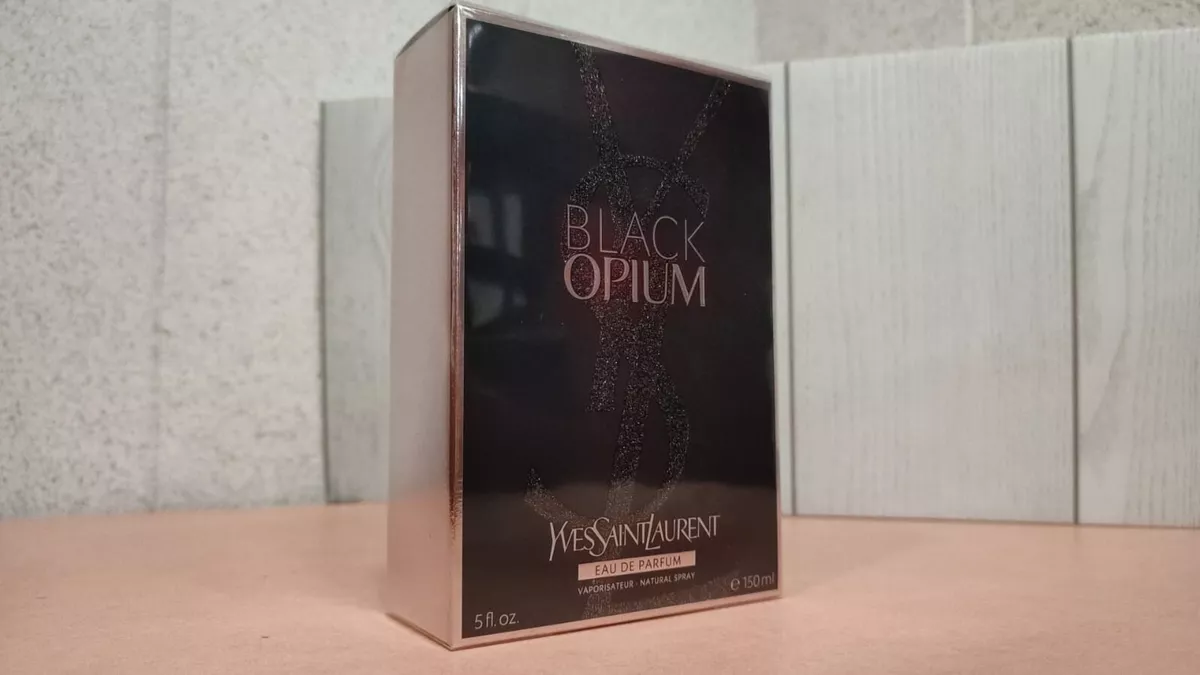 BLACK
OPIUM
YVESSAINTLAURENT
EAU DE PARFUM
VAPORISATEUR · NATURAL SPRAY
5 fl. oz.
℮ 150 ml